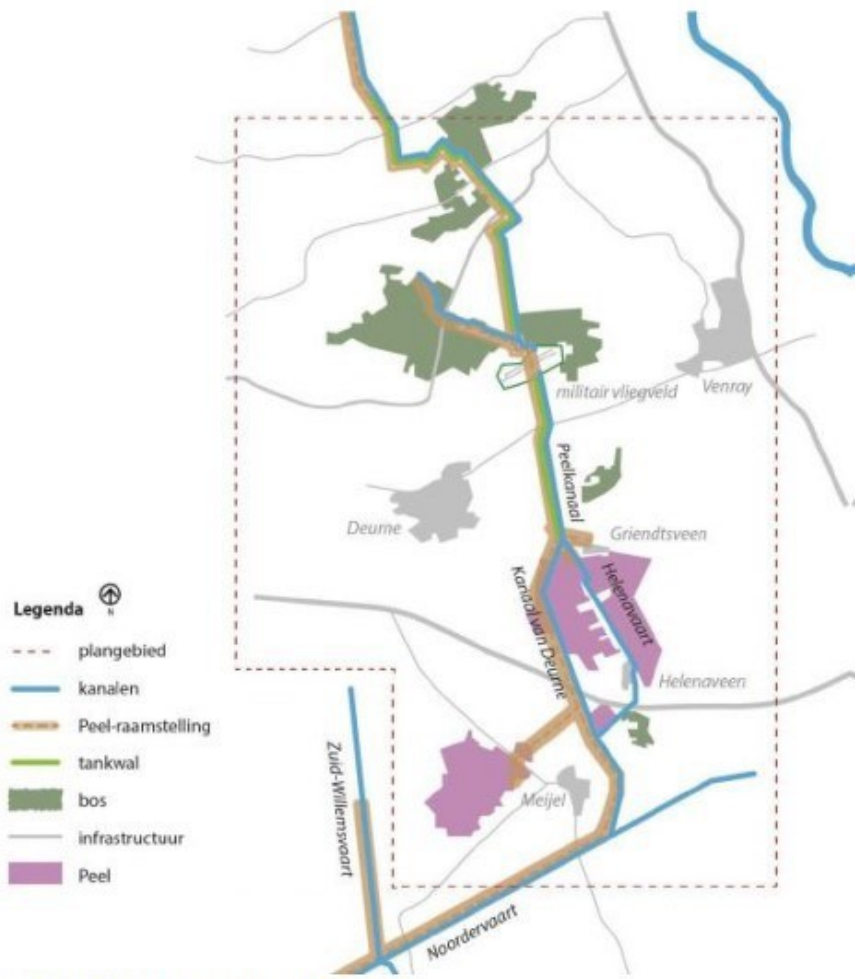 militair vliegveld
Venray
Peelkanaal
Deurne
Griendtsveen
Helenavaart
Kanaal van Deurne
Helenaveen
Legenda
N
plangebied
kanalen
Peel-raamstelling
tankwal
bos
infrastructuur
Peel
Zuid-Willemsvaart
Meijel
Noordervaart